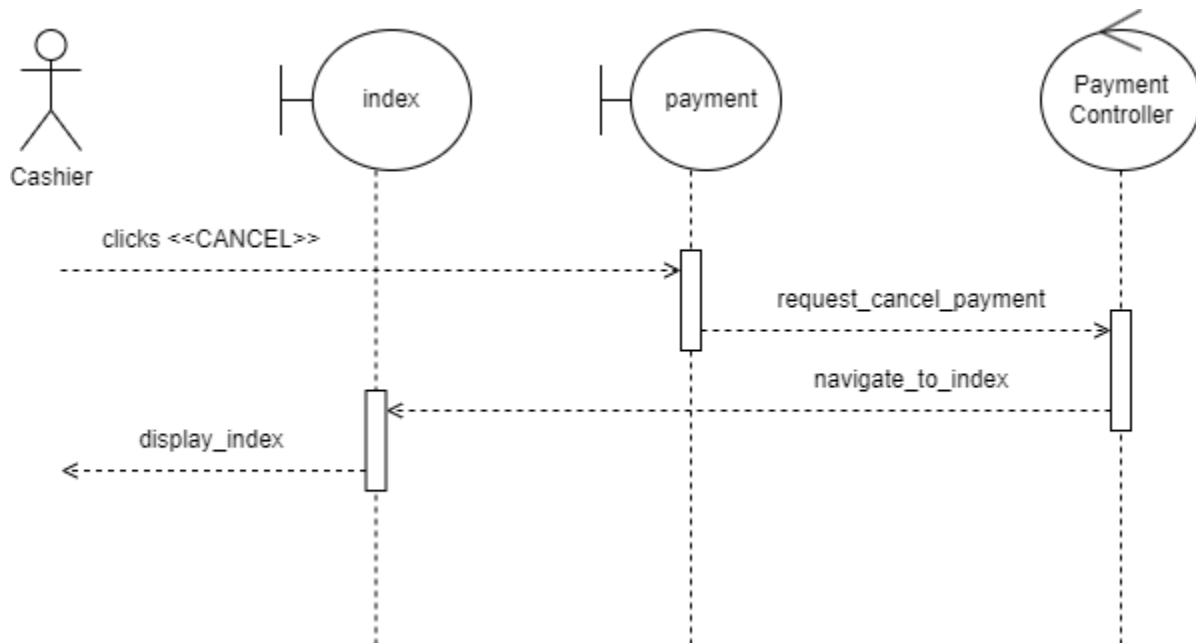 index
payment
Payment
Controller
Cashier
clicks <<CANCEL>>
request_cancel_payment
navigate_to_index
display_index